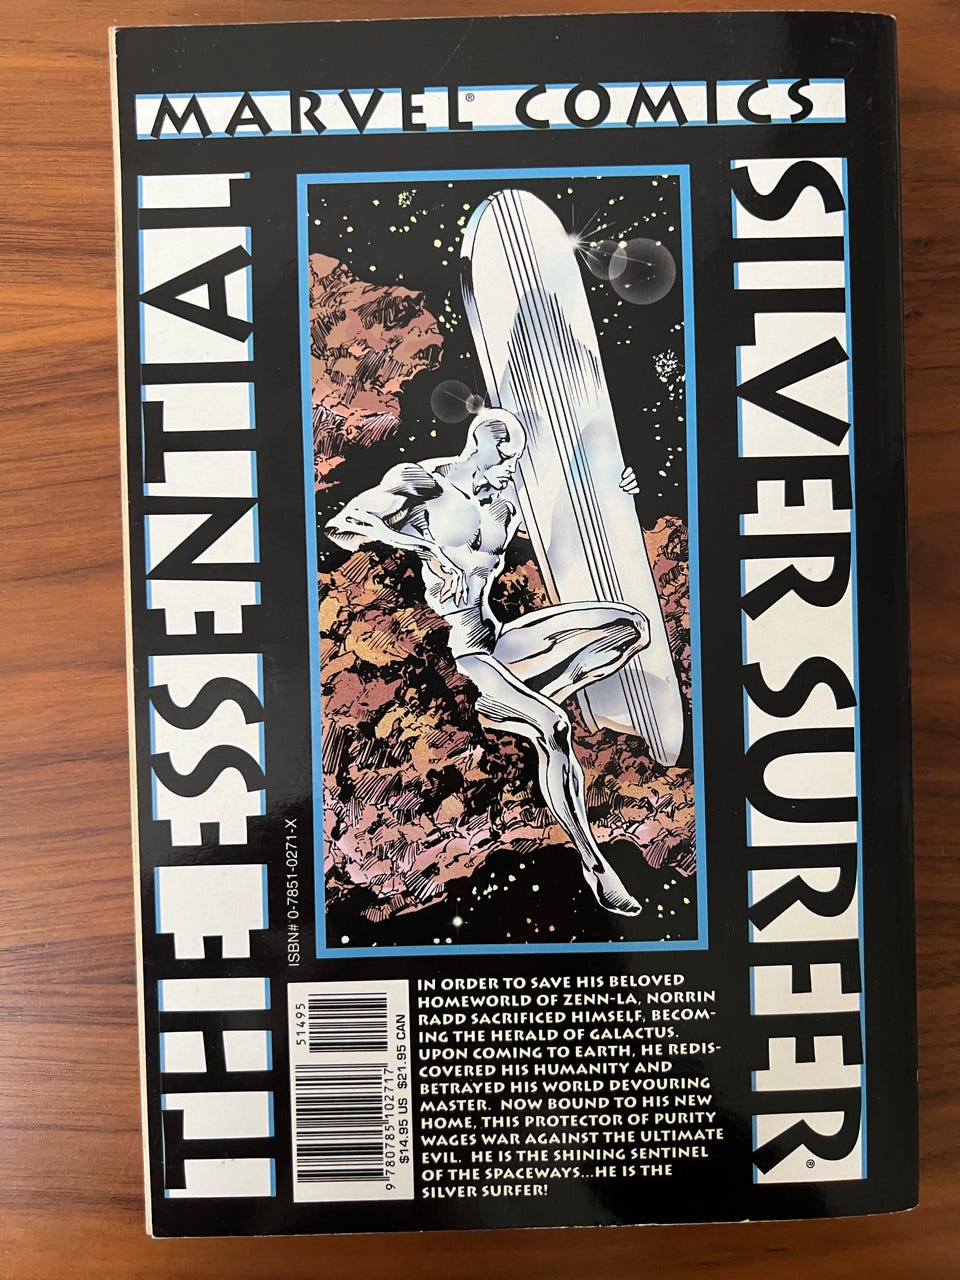 MARVEL® COMICS
THE ESSENTIAL
SILVER SURFER®
ISBN# 0-7851-0271-X
51495
9 780785 102717
$14.95 US $21.95 CAN
IN ORDER TO SAVE HIS BELOVED
HOMEWORLD OF ZENN-LA, NORRIN
RADD SACRIFICED HIMSELF, BECOM-
ING THE HERALD OF GALACTUS.
UPON COMING TO EARTH, HE REDIS-
COVERED HIS HUMANITY AND
BETRAYED HIS WORLD DEVOURING
MASTER. NOW BOUND TO HIS NEW
HOME, THIS PROTECTOR OF PURITY
WAGES WAR AGAINST THE ULTIMATE
EVIL. HE IS THE SHINING SENTINEL
OF THE SPACEWAYS...HE IS THE
SILVER SURFER!